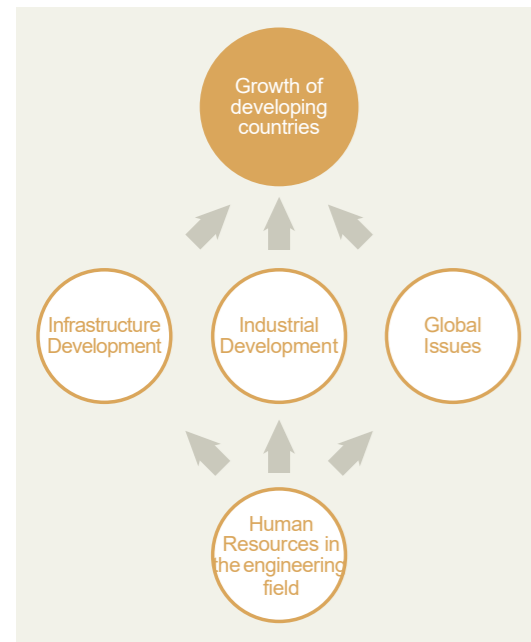 Growth of
developing
countries
Infrastructure
Development
Industrial
Development
Global
Issues
Human
Resources in
the engineering
field